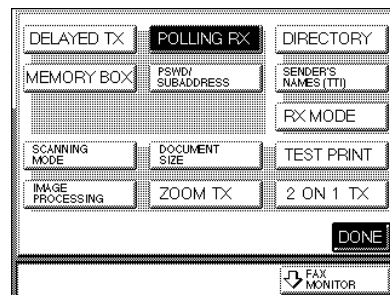 DELAYED TX
POLLING RX
DIRECTORY
MEMORY BOX
PSWD/
SUBADDRESS
SENDER'S
NAMES (TTI)
RX MODE
SCANNING
MODE
DOCUMENT
SIZE
TEST PRINT
IMAGE
PROCESSING
ZOOM TX
2 ON 1 TX
DONE
FAX
MONITOR